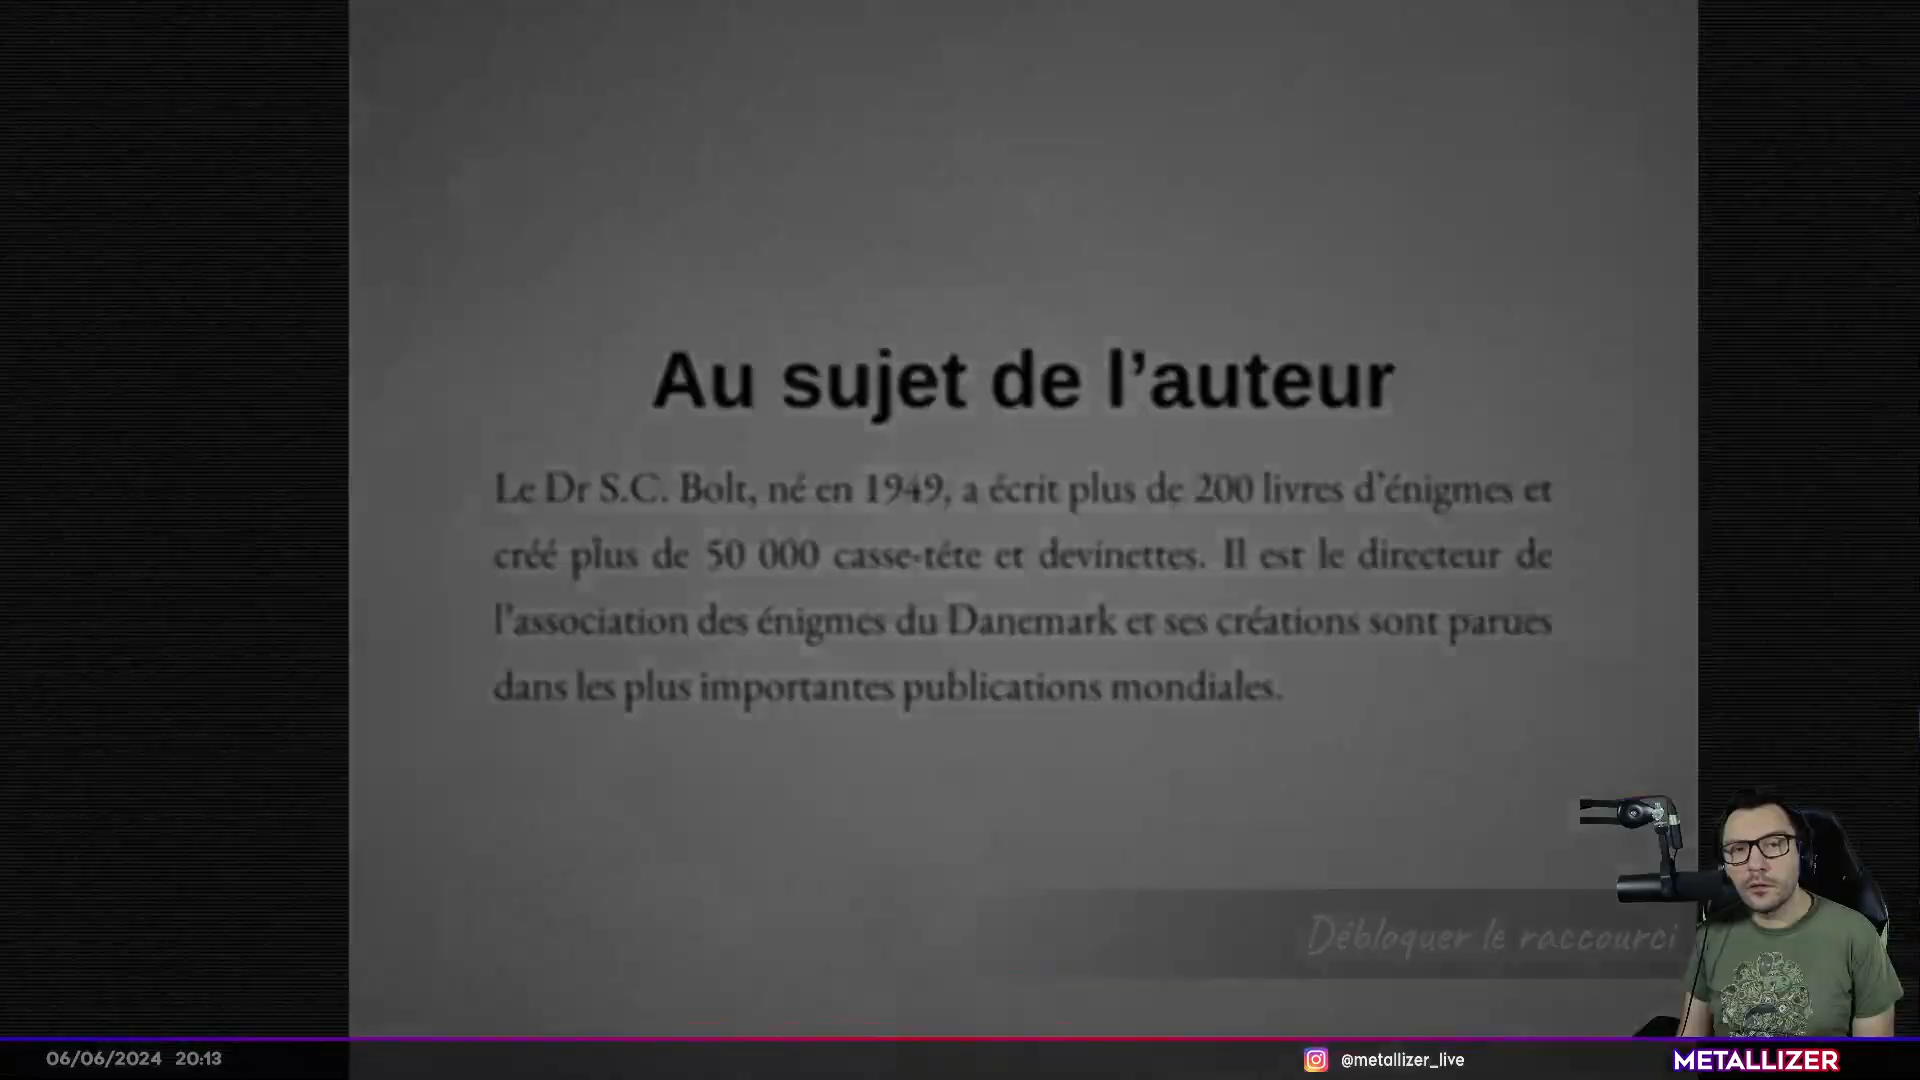 Au sujet de l’auteur
Le Dr S.C. Bolt, né en 1949, a écrit plus de 200 livres d’énigmes et
créé plus de 50 000 casse-tête et devinettes. Il est le directeur de
l’association des énigmes du Danemark et ses créations sont parues
dans les plus importantes publications mondiales.
Débloquer le raccourci
06/06/2024 20:13
@metallizer_live
METALLIZER